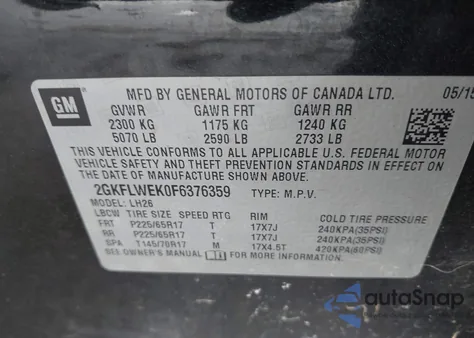 GM
MFD BY GENERAL MOTORS OF CANADA LTD. 05/15
GVWR GAWR FRT GAWR RR
2300 KG 1175 KG 1240 KG
5070 LB 2590 LB 2733 LB
THIS VEHICLE CONFORMS TO ALL APPLICABLE U.S. FEDERAL MOTOR
VEHICLE SAFETY, BUMPER, AND THEFT PREVENTION STANDARDS IN EFFECT ON
THE DATE OF MANUFACTURE SHOWN ABOVE.
2GKFLWEK0F6376359 TYPE: M.P.V.
MODEL: LH26
LBCW TIRE SIZE SPEED RTG RIM COLD TIRE PRESSURE
FRT P225/65R17 T 17X7J 240KPA(35PSI)
RR P225/65R17 T 17X7J 240KPA(35PSI)
SPA T145/70R17 M 17X4.5T 420KPA(60PSI)
SEE OWNER'S MANUAL FOR MORE INFORMATION.
autoSnap